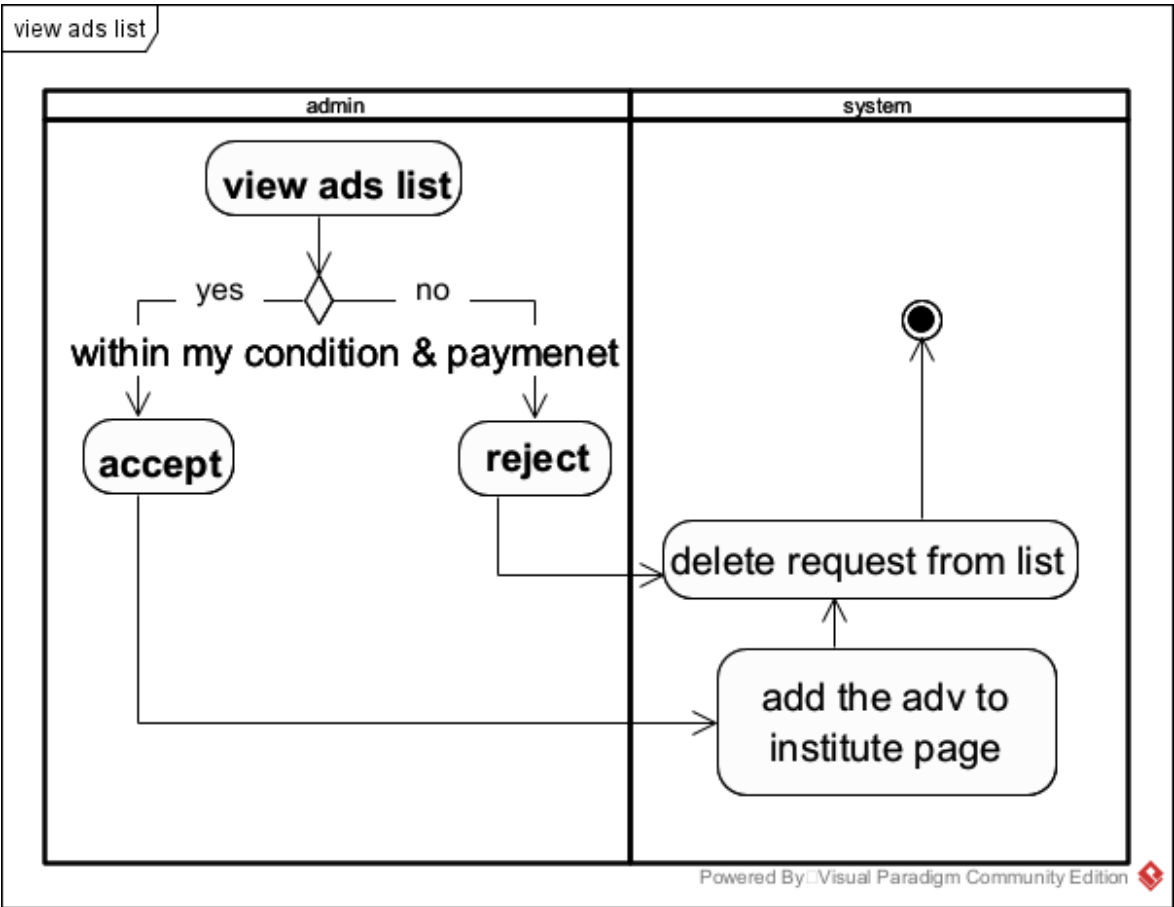 view ads list
admin
system
view ads list
yes
no
within my condition & paymenet
accept
reject
delete request from list
add the adv to
institute page
Powered By Visual Paradigm Community Edition